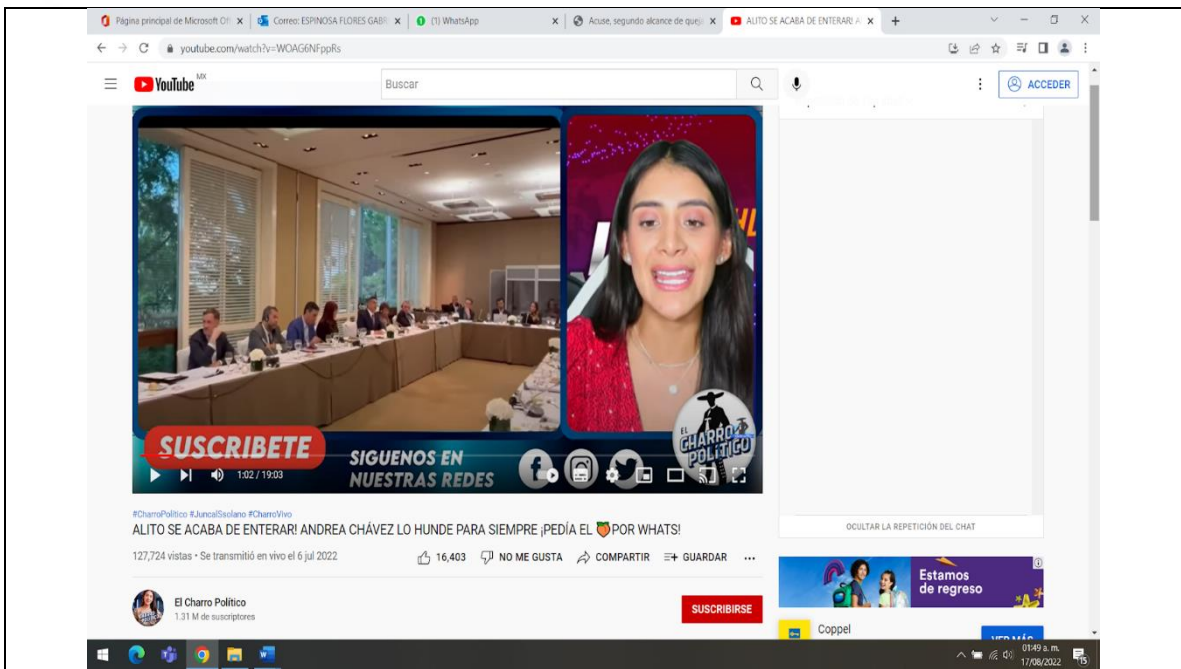 Página principal de Microsoft Of
Correo: ESPINOSA FLORES GABR
(1) WhatsApp
Acuse, segundo alcance de quej
ALITO SE ACABA DE ENTERAR! A
youtube.com/watch?v=WOAG6NFppRs
YouTube MX
Buscar
ACCEDER
SUSCRIBETE
SIGUENOS EN
NUESTRAS REDES
EL
CHARRO
POLÍTICO
1:02 / 19:03
#CharroPolitico #JuncalSsolano #CharroVivo
ALITO SE ACABA DE ENTERAR! ANDREA CHÁVEZ LO HUNDE PARA SIEMPRE ¡PEDÍA EL 🍑POR WHATS!
127,724 vistas • Se transmitió en vivo el 6 jul 2022
16,403 NO ME GUSTA COMPARTIR GUARDAR
El Charro Político
1.31 M de suscriptores
SUSCRIBIRSE
OCULTAR LA REPETICIÓN DEL CHAT
Estamos
de regreso
Coppel
VER MÁS
01:49 a. m.
17/08/2022
15